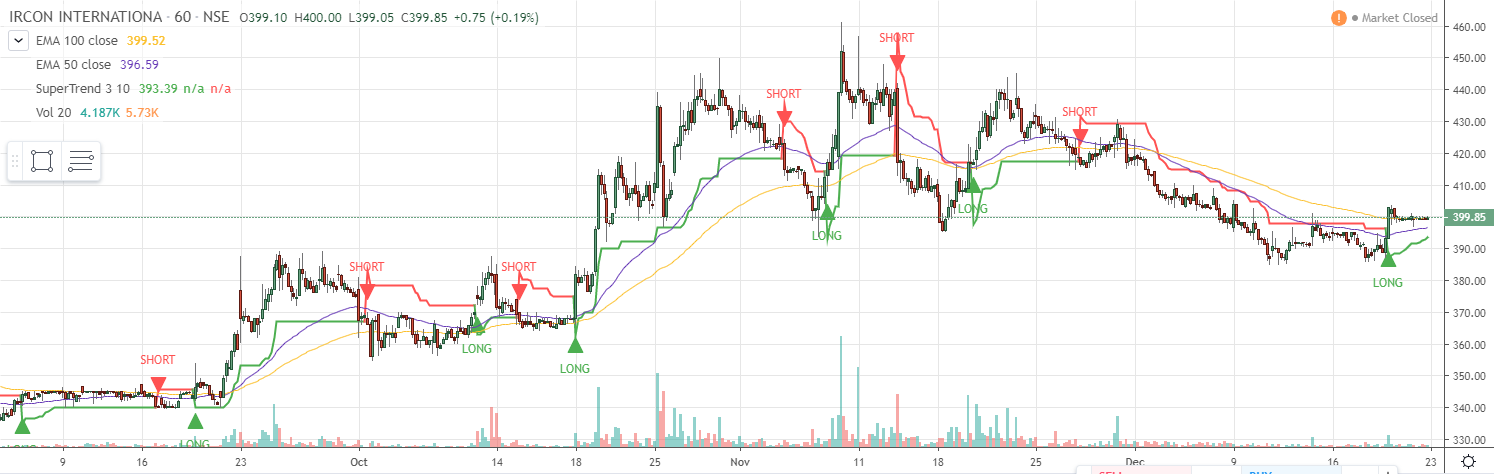 IRCON INTERNATIONA · 60 · NSE O399.10 H400.00 L399.05 C399.85 +0.75 (+0.19%)
Market Closed
EMA 100 close 399.52
EMA 50 close 396.59
SuperTrend 3 10 393.39 n/a n/a
Vol 20 4.187K 5.73K
460.00
450.00
440.00
430.00
420.00
410.00
399.85
390.00
380.00
370.00
360.00
350.00
340.00
330.00
SHORT
SHORT
SHORT
SHORT
SHORT
SHORT
LONG
LONG
LONG
LONG
LONG
LONG
9 16 23 Oct 14 18 25 Nov 11 18 25 Dec 9 16 23
SELL BUY